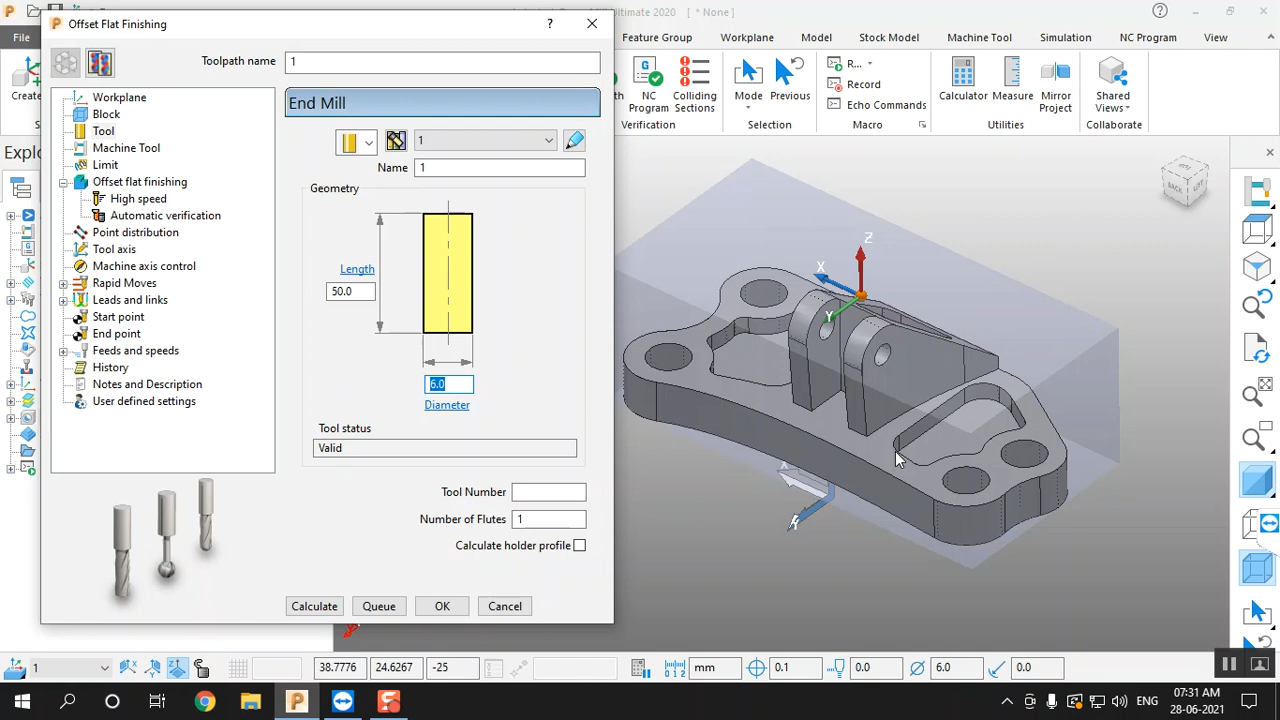 Offset Flat Finishing
?
Mill Ultimate 2020 [ * None ]
File
Feature Group
Workplane
Model
Stock Model
Machine Tool
Simulation
NC Program
View
Create
Toolpath name
1
Workplane
Block
Tool
Machine Tool
Limit
Offset flat finishing
High speed
Automatic verification
Point distribution
Tool axis
Machine axis control
Rapid Moves
Leads and links
Start point
End point
Feeds and speeds
History
Notes and Description
User defined settings
End Mill
1
Name
1
Geometry
Length
50.0
6.0
Diameter
Tool status
Valid
Tool Number
Number of Flutes
1
Calculate holder profile
Calculate
Queue
OK
Cancel
NC
Program
Colliding
Sections
Verification
Mode
Previous
Selection
R...
Record
Echo Commands
Macro
Calculator
Measure
Mirror
Project
Utilities
Shared
Views
Collaborate
BACK
LEFT
Z
X
Y
1
38.7776
24.6267
-25
mm
0.1
0.0
6.0
0.0
ENG
07:31 AM
28-06-2021